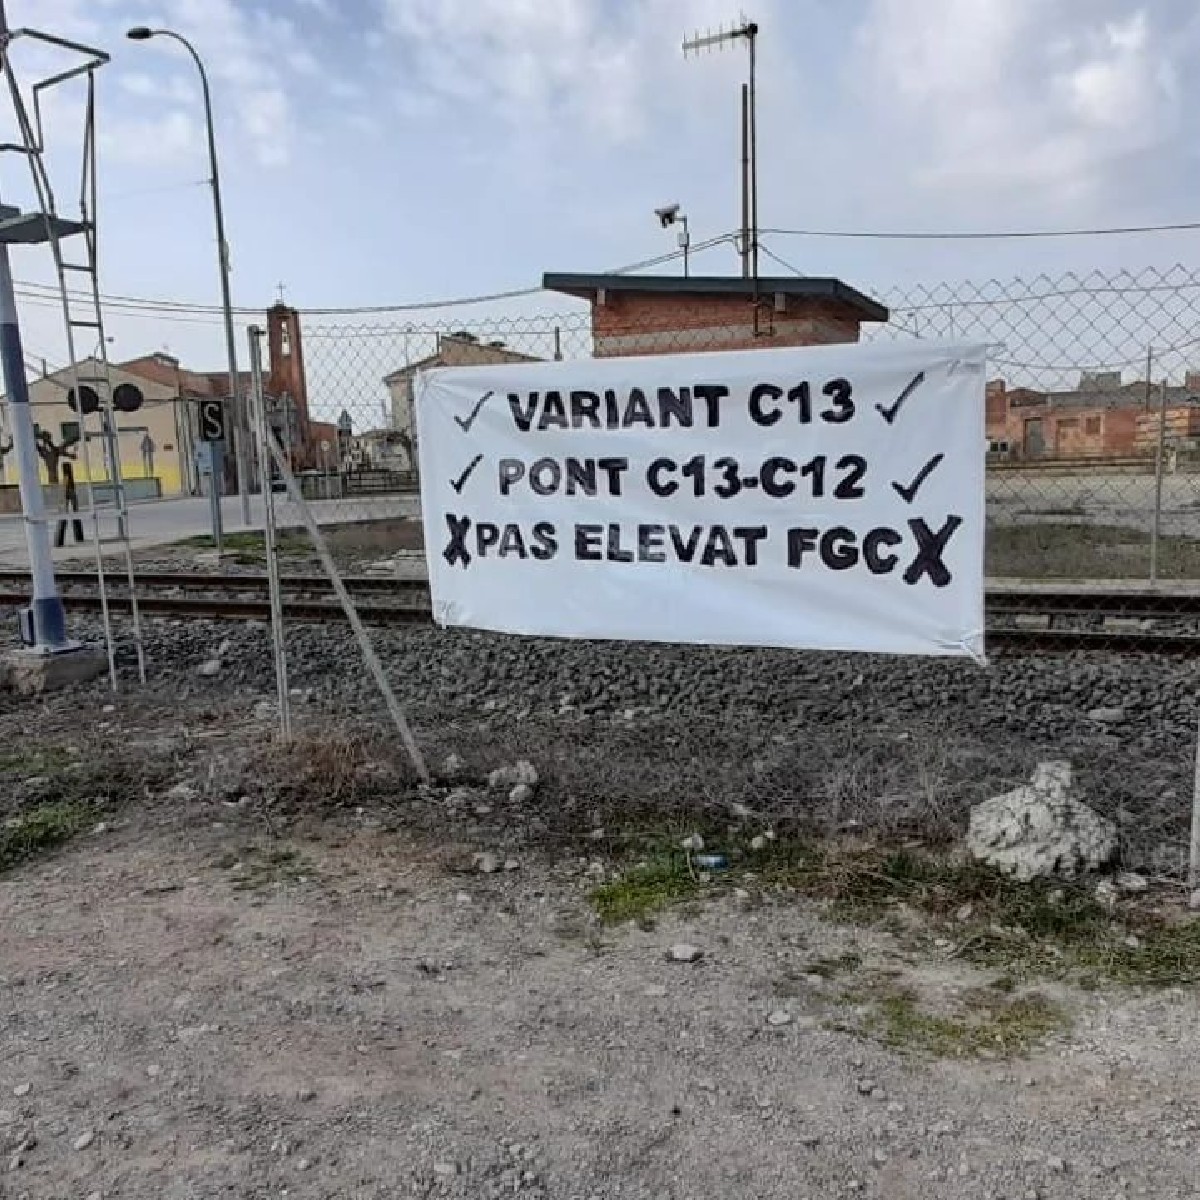 S
✓ VARIANT C13 ✓
✓ PONT C13-C12 ✓
X PAS ELEVAT FGC X